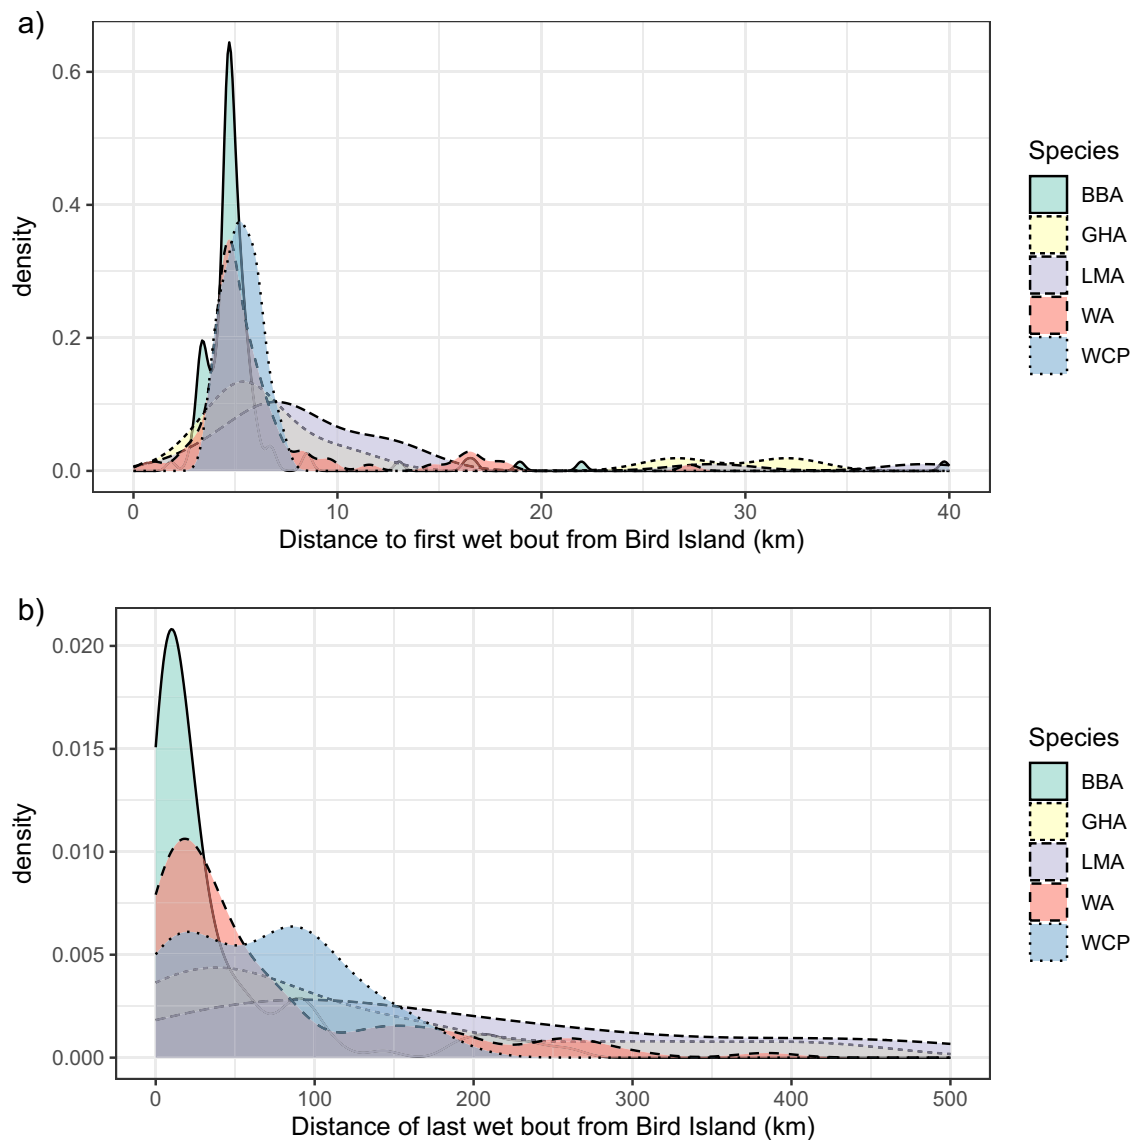 a)
density
0.6
0.4
0.2
0.0
0
10
20
30
40
Distance to first wet bout from Bird Island (km)
Species
BBA
GHA
LMA
WA
WCP
b)
density
0.020
0.015
0.010
0.005
0.000
0
100
200
300
400
500
Distance of last wet bout from Bird Island (km)
Species
BBA
GHA
LMA
WA
WCP